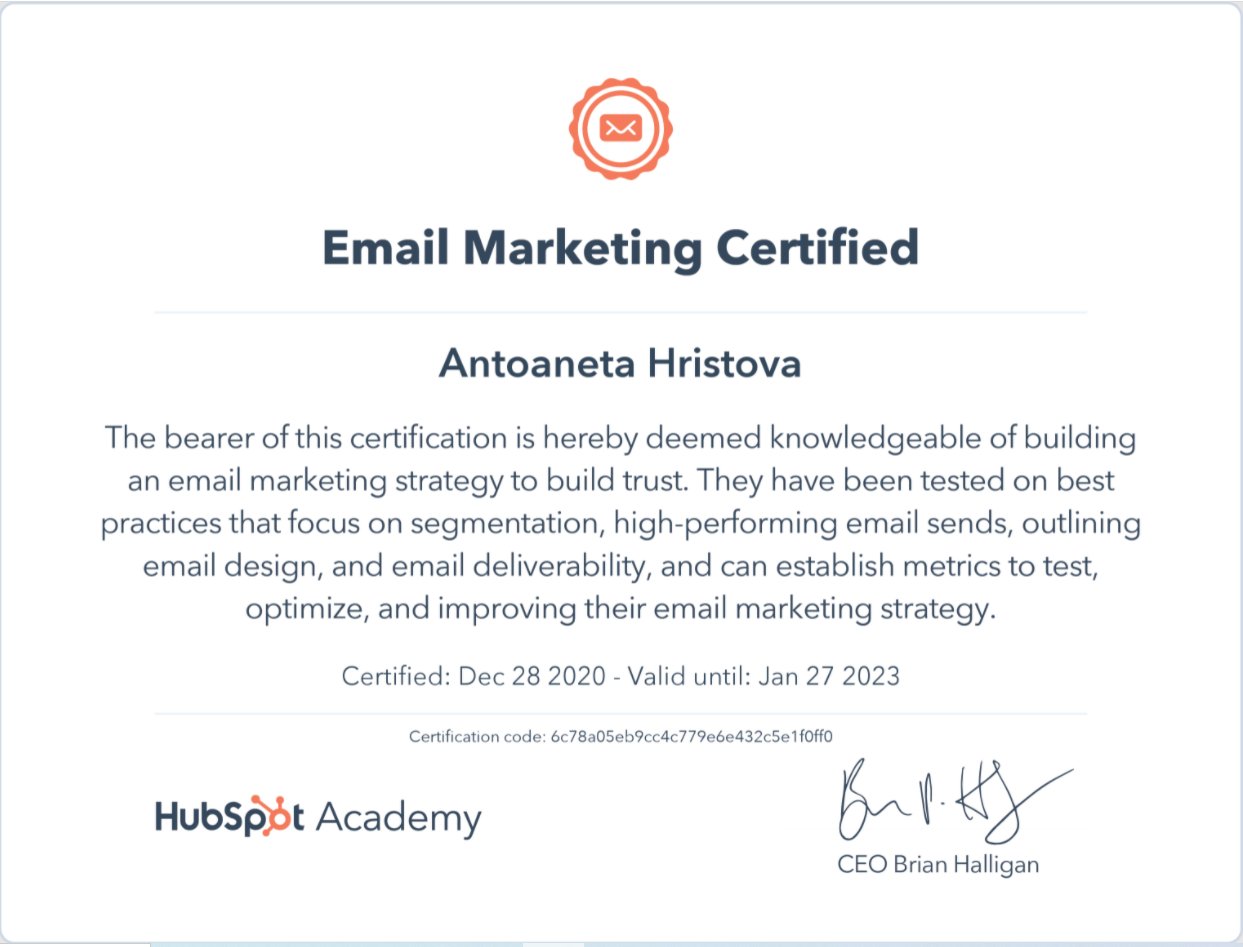 Email Marketing Certified
Antoaneta Hristova
The bearer of this certification is hereby deemed knowledgeable of building
an email marketing strategy to build trust. They have been tested on best
practices that focus on segmentation, high-performing email sends, outlining
email design, and email deliverability, and can establish metrics to test,
optimize, and improving their email marketing strategy.
Certified: Dec 28 2020 - Valid until: Jan 27 2023
Certification code: 6c78a05eb9cc4c779e6e432c5e1f0ff0
HubSpot Academy
CEO Brian Halligan